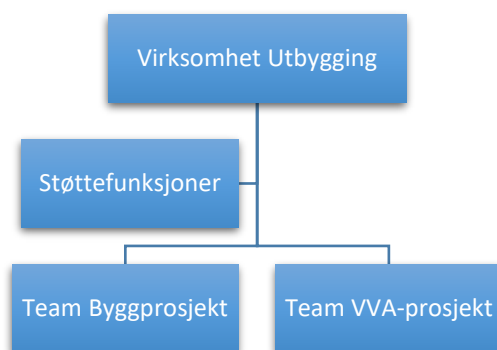 Virksomhet Utbygging
Støttefunksjoner
Team Byggprosjekt
Team VVA-prosjekt